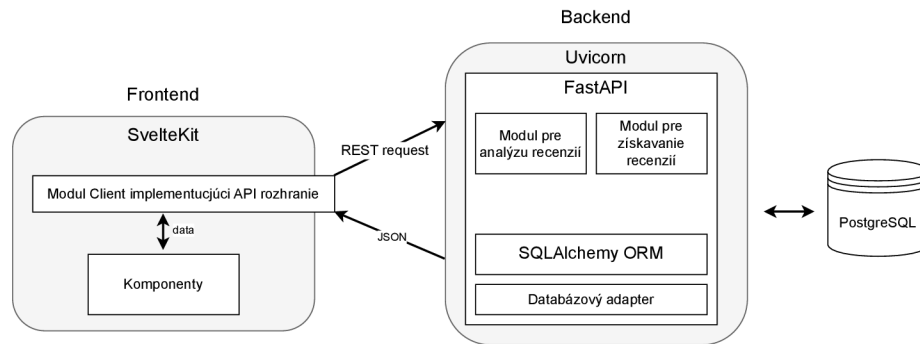 Frontend
SvelteKit
Modul Client implementucjúci API rozhranie
data
Komponenty
REST request
JSON
Backend
Uvicorn
FastAPI
Modul pre
analýzu recenzií
Modul pre
získavanie
recenzií
SQLAlchemy ORM
Databázový adapter
PostgreSQL